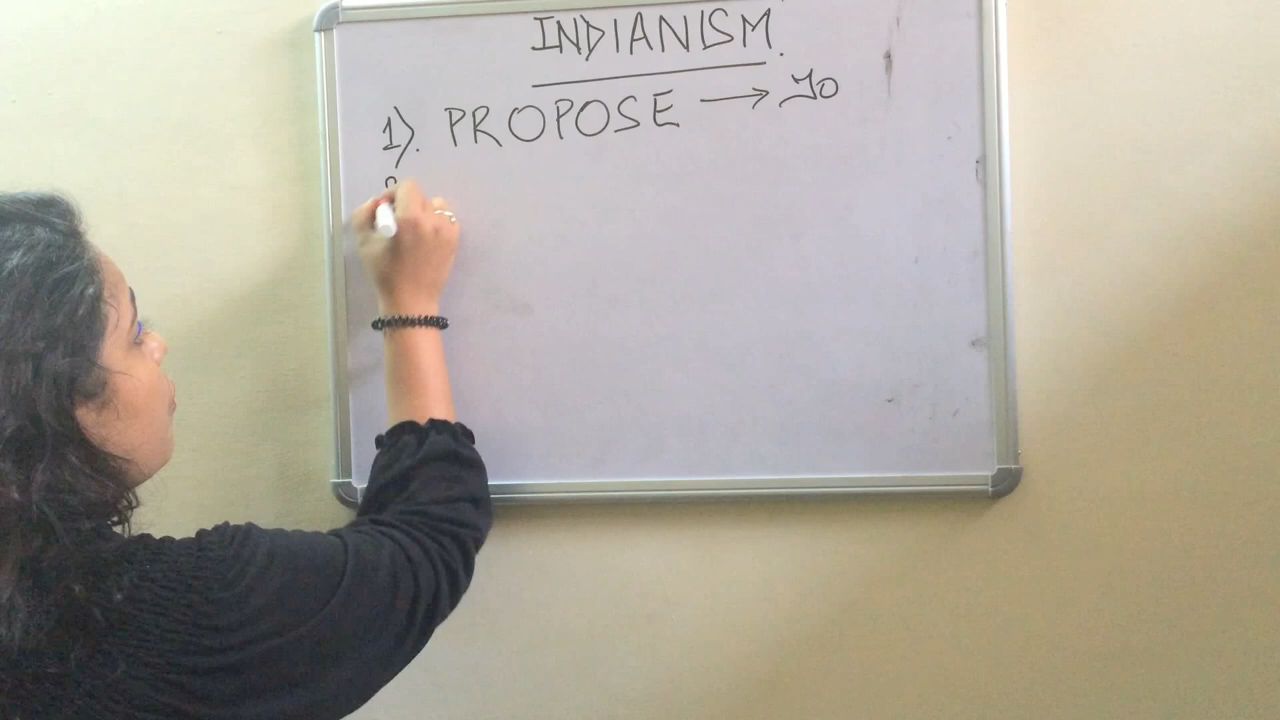 INDIANISM.
1). PROPOSE → To